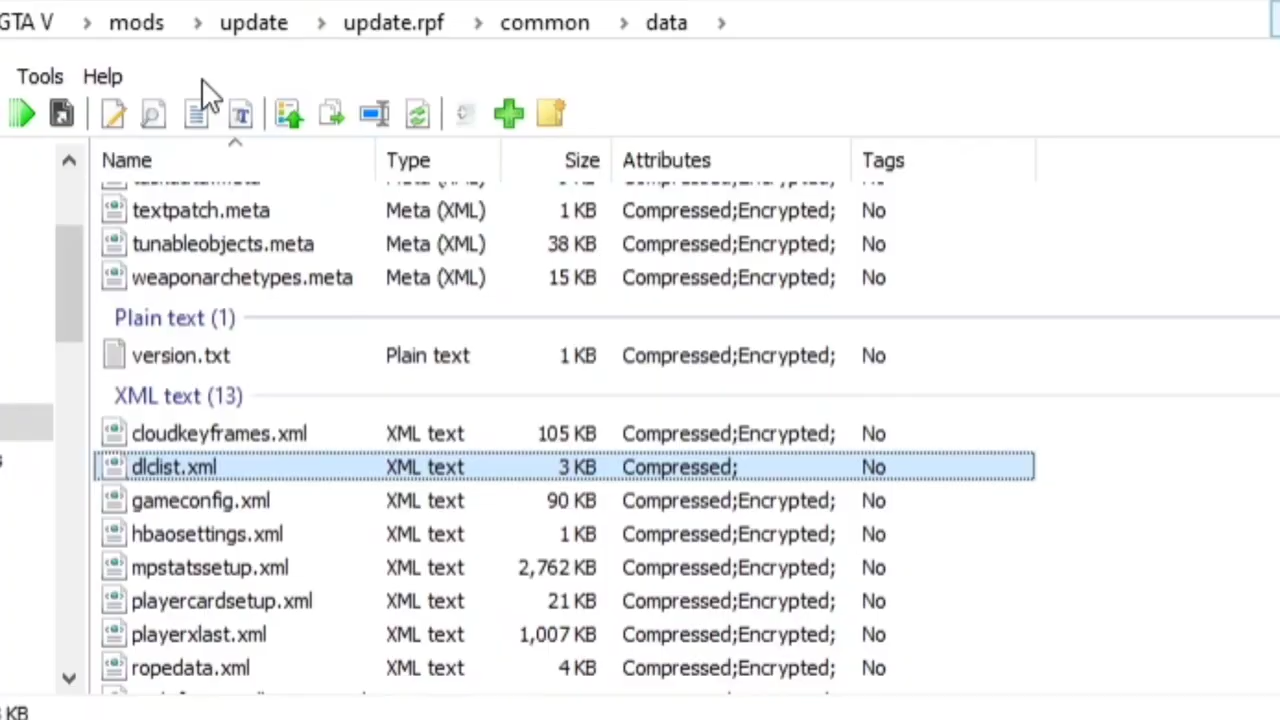 GTA V > mods > update > update.rpf > common > data >
Tools Help
Name Type Size Attributes Tags
textpatch.meta Meta (XML) 1 KB Compressed;Encrypted; No
tunableobjects.meta Meta (XML) 38 KB Compressed;Encrypted; No
weaponarchetypes.meta Meta (XML) 15 KB Compressed;Encrypted; No
Plain text (1)
version.txt Plain text 1 KB Compressed;Encrypted; No
XML text (13)
cloudkeyframes.xml XML text 105 KB Compressed;Encrypted; No
dlclist.xml XML text 3 KB Compressed; No
gameconfig.xml XML text 90 KB Compressed;Encrypted; No
hbaosettings.xml XML text 1 KB Compressed;Encrypted; No
mpstatssetup.xml XML text 2,762 KB Compressed;Encrypted; No
playercardsetup.xml XML text 21 KB Compressed;Encrypted; No
playerxlast.xml XML text 1,007 KB Compressed;Encrypted; No
ropedata.xml XML text 4 KB Compressed;Encrypted; No
KB